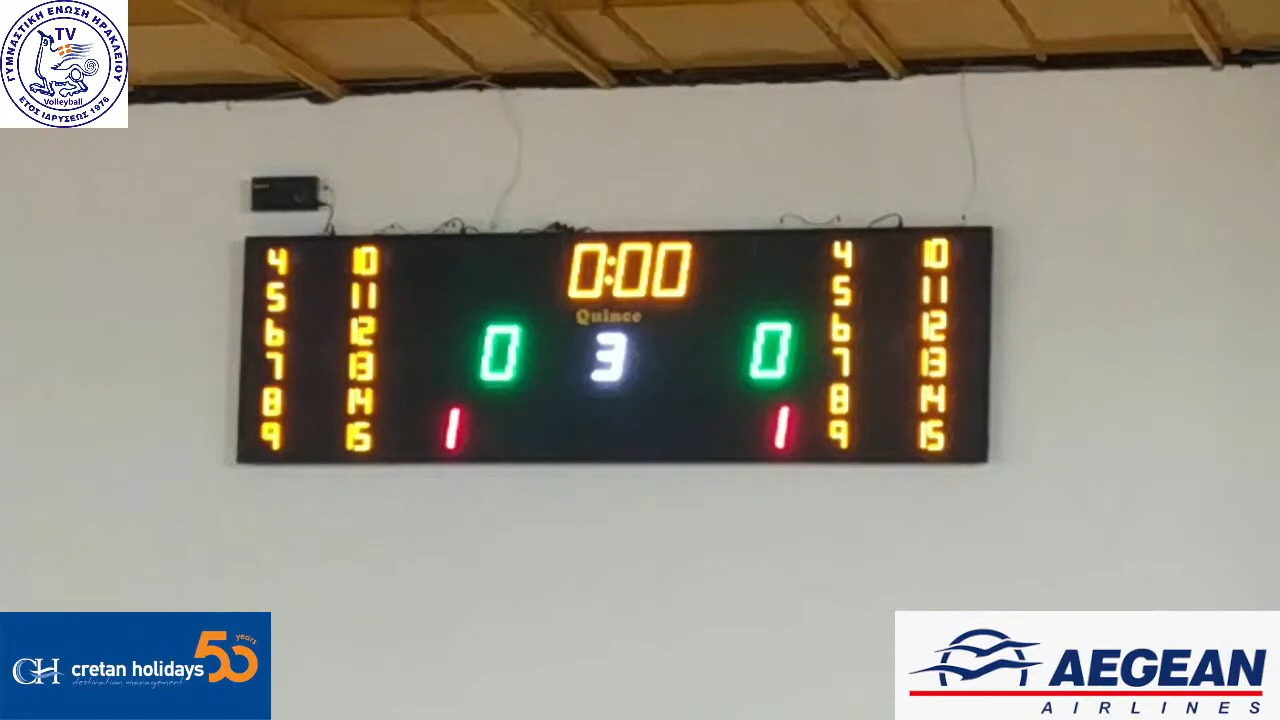 ΓΥΜΝΑΣΤΙΚΗ ΕΝΩΣΗ ΗΡΑΚΛΕΙΟΥ
TV
Volleyball
ΕΤΟΣ ΙΔΡΥΣΕΩΣ 1976
4 10 0:00 4 10
5 11 Quince 5 11
6 12 0 3 0 6 12
7 13 7 13
8 14 8 14
9 15 1 1 9 15
50 years
CH cretan holidays
destination management
AEGEAN
AIRLINES